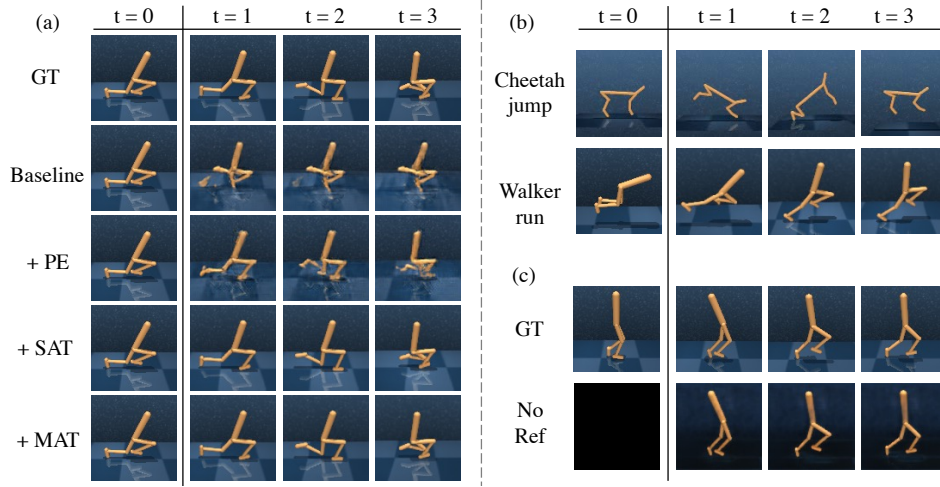 (a)
t = 0 t = 1 t = 2 t = 3
GT
Baseline
+ PE
+ SAT
+ MAT
(b)
t = 0 t = 1 t = 2 t = 3
Cheetah
jump
Walker
run
(c)
GT
No
Ref